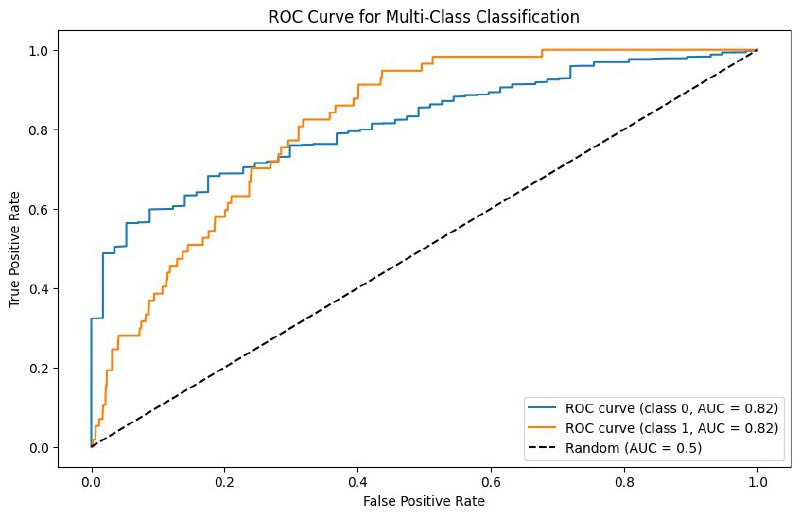 ROC Curve for Multi-Class Classification
1.0
0.8
0.6
0.4
0.2
0.0
True Positive Rate
0.0 0.2 0.4 0.6 0.8 1.0
False Positive Rate
ROC curve (class 0, AUC = 0.82)
ROC curve (class 1, AUC = 0.82)
Random (AUC = 0.5)